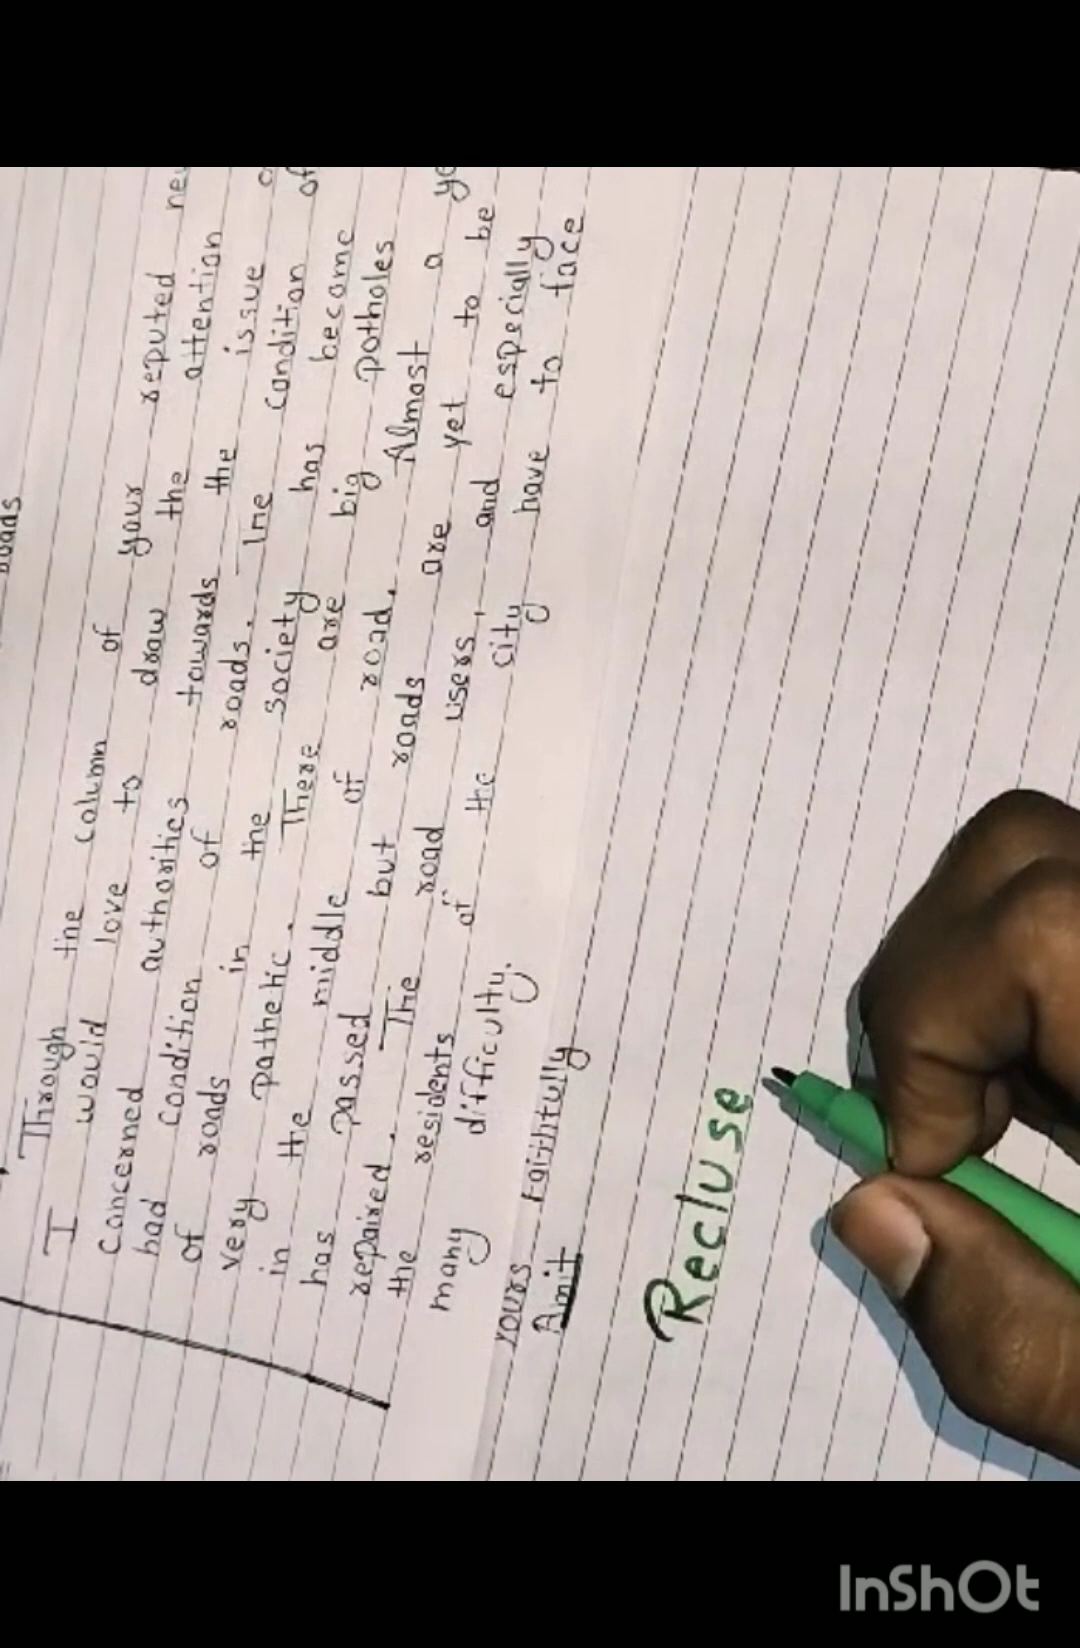 roads
Through the column of your reputed
I would love to draw the attention
concerned authorities towards the issue
bad condition of roads. The condition of
of roads in the society has become
very pathetic. There are big potholes
in the middle of road. Almost a
has passed but roads are yet to be
repaired. The road users, and especially
the residents of the city have to face
many difficulty.
Yours Faithfully
Amit
Recluse
InShOt